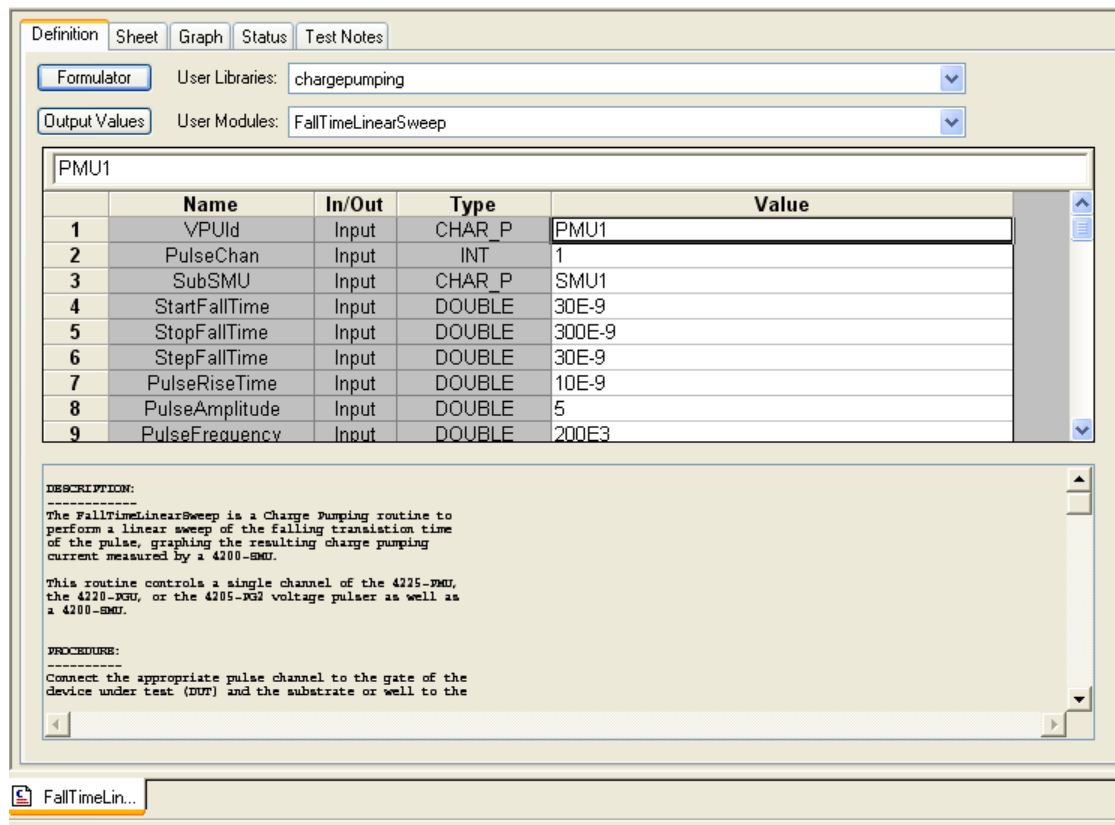 Definition Sheet Graph Status Test Notes
Formulator User Libraries: chargepumping
Output Values User Modules: FallTimeLinearSweep
PMU1
Name In/Out Type Value
1 VPUId Input CHAR_P PMU1
2 PulseChan Input INT 1
3 SubSMU Input CHAR_P SMU1
4 StartFallTime Input DOUBLE 30E-9
5 StopFallTime Input DOUBLE 300E-9
6 StepFallTime Input DOUBLE 30E-9
7 PulseRiseTime Input DOUBLE 10E-9
8 PulseAmplitude Input DOUBLE 5
9 PulseFrequency Input DOUBLE 200E3
DESCRIPTION:
------------
The FallTimeLinearSweep is a Charge Pumping routine to
perform a linear sweep of the falling transistion time
of the pulse, graphing the resulting charge pumping
current measured by a 4200-SMU.
This routine controls a single channel of the 4225-PMU,
the 4220-PGU, or the 4205-PG2 voltage pulser as well as
a 4200-SMU.
PROCEDURE:
----------
Connect the appropriate pulse channel to the gate of the
device under test (DUT) and the substrate or well to the
FallTimeLin...